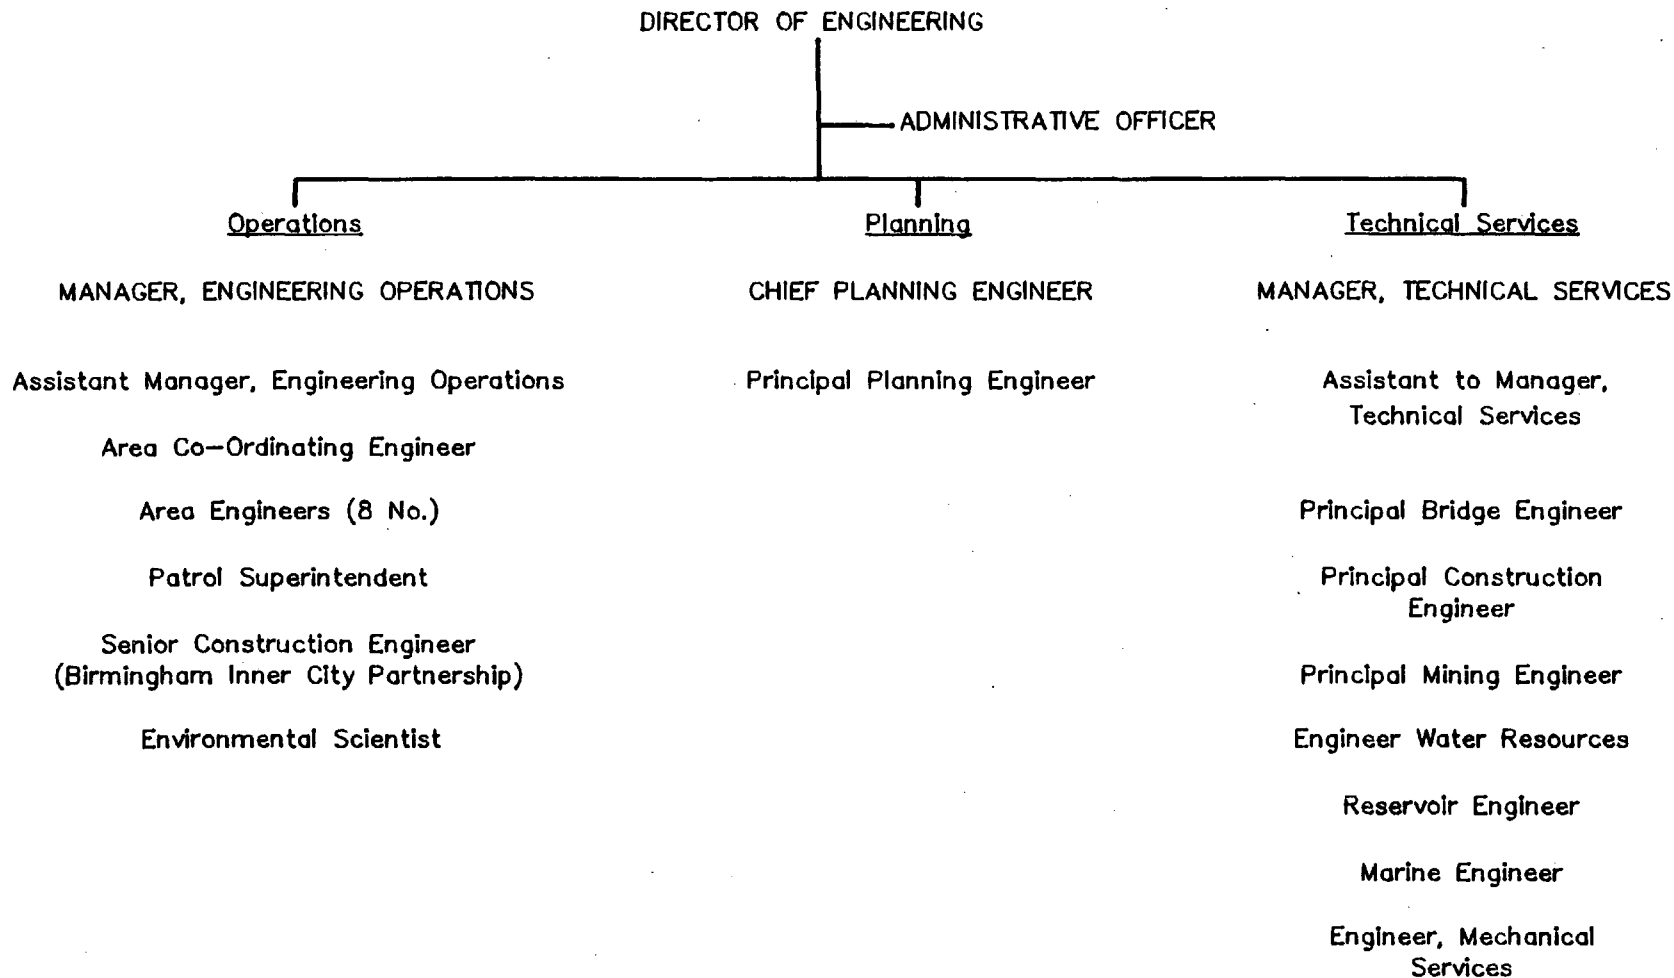 DIRECTOR OF ENGINEERING
ADMINISTRATIVE OFFICER
Operations
MANAGER, ENGINEERING OPERATIONS
Assistant Manager, Engineering Operations
Area Co-Ordinating Engineer
Area Engineers (8 No.)
Patrol Superintendent
Senior Construction Engineer
(Birmingham Inner City Partnership)
Environmental Scientist
Planning
CHIEF PLANNING ENGINEER
Principal Planning Engineer
Technical Services
MANAGER, TECHNICAL SERVICES
Assistant to Manager,
Technical Services
Principal Bridge Engineer
Principal Construction
Engineer
Principal Mining Engineer
Engineer Water Resources
Reservoir Engineer
Marine Engineer
Engineer, Mechanical
Services